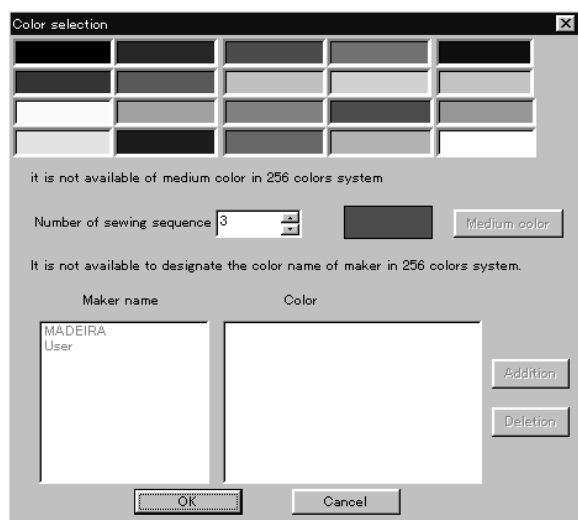 Color selection
it is not available of medium color in 256 colors system
Number of sewing sequence 3 Medium color
It is not available to designate the color name of maker in 256 colors system.
Maker name Color
MADEIRA
User
Addition
Deletion
OK Cancel